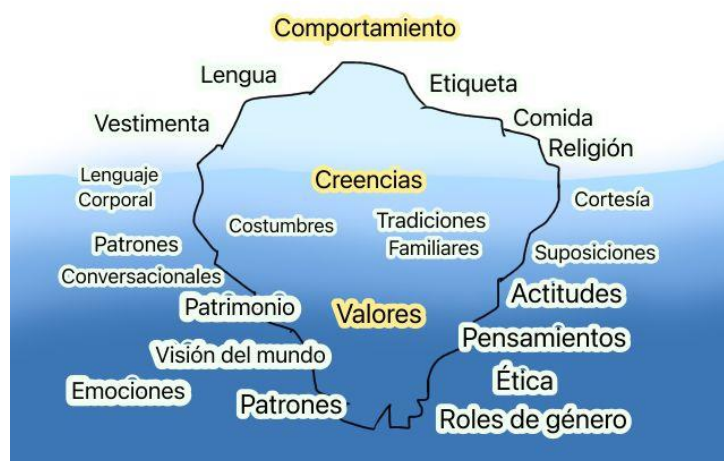 Comportamiento
Lengua
Etiqueta
Vestimenta
Comida
Religión
Lenguaje
Corporal
Creencias
Cortesía
Costumbres
Tradiciones
Familiares
Patrones
Conversacionales
Suposiciones
Actitudes
Patrimonio
Valores
Pensamientos
Visión del mundo
Ética
Emociones
Patrones
Roles de género